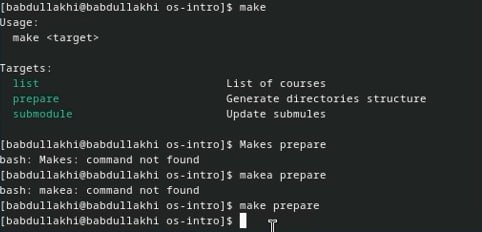 [babdullakhi@babdullakhi os-intro]$ make
Usage:
  make <target>
Targets:
  list                        List of courses
  prepare                     Generate directories structure
  submodule                   Update submules
[babdullakhi@babdullakhi os-intro]$ Makes prepare
bash: Makes: command not found
[babdullakhi@babdullakhi os-intro]$ makea prepare
bash: makea: command not found
[babdullakhi@babdullakhi os-intro]$ make prepare
[babdullakhi@babdullakhi os-intro]$